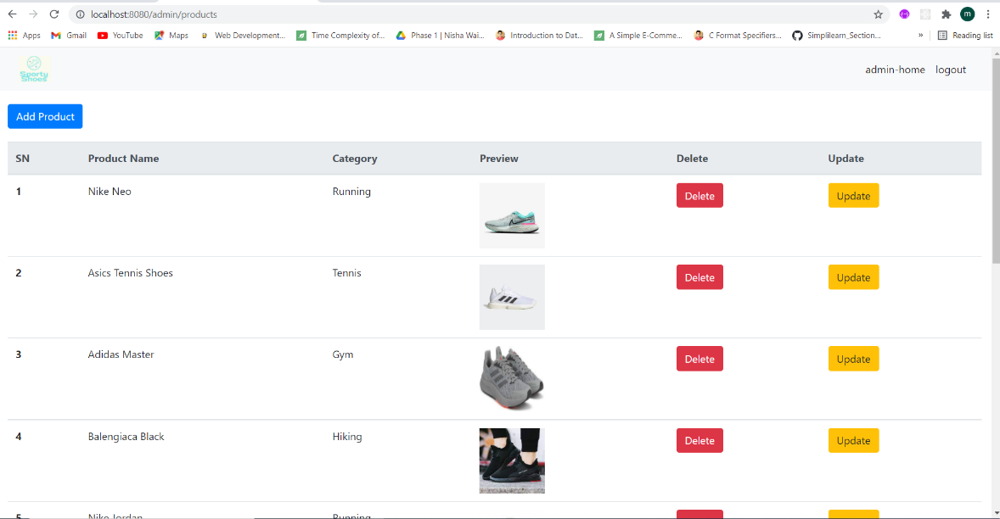 localhost:8080/admin/products
m
Apps Gmail YouTube Maps Web Development... Time Complexity of... Phase 1 | Nisha Wai... Introduction to Dat... A Simple E-Comme... C Format Specifiers... Simplilearn_Section... » Reading list
Sporty
Shoes
admin-home logout
Add Product
SN Product Name Category Preview Delete Update
1 Nike Neo Running Delete Update
2 Asics Tennis Shoes Tennis Delete Update
3 Adidas Master Gym Delete Update
4 Balengiaca Black Hiking Delete Update
5 Nike Jordan Running